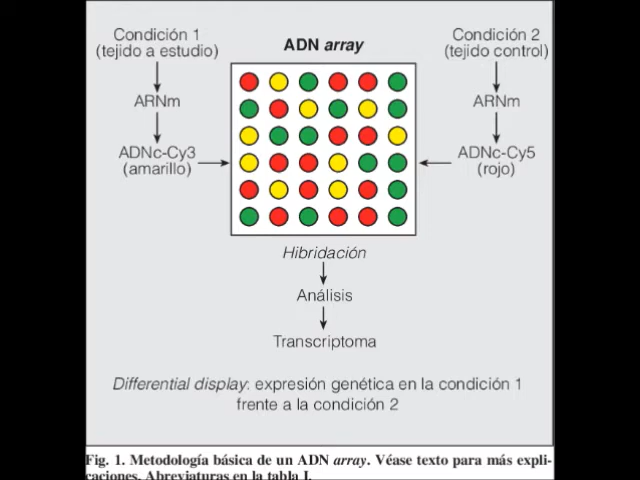 Condición 1
(tejido a estudio)
ADN array
Condición 2
(tejido control)
ARNm
ARNm
ADNc-Cy3
(amarillo)
ADNc-Cy5
(rojo)
Hibridación
Análisis
Transcriptoma
Differential display: expresión genética en la condición 1
frente a la condición 2
Fig. 1. Metodología básica de un ADN array. Véase texto para más expli-
caciones. Abreviaturas en la tabla I.